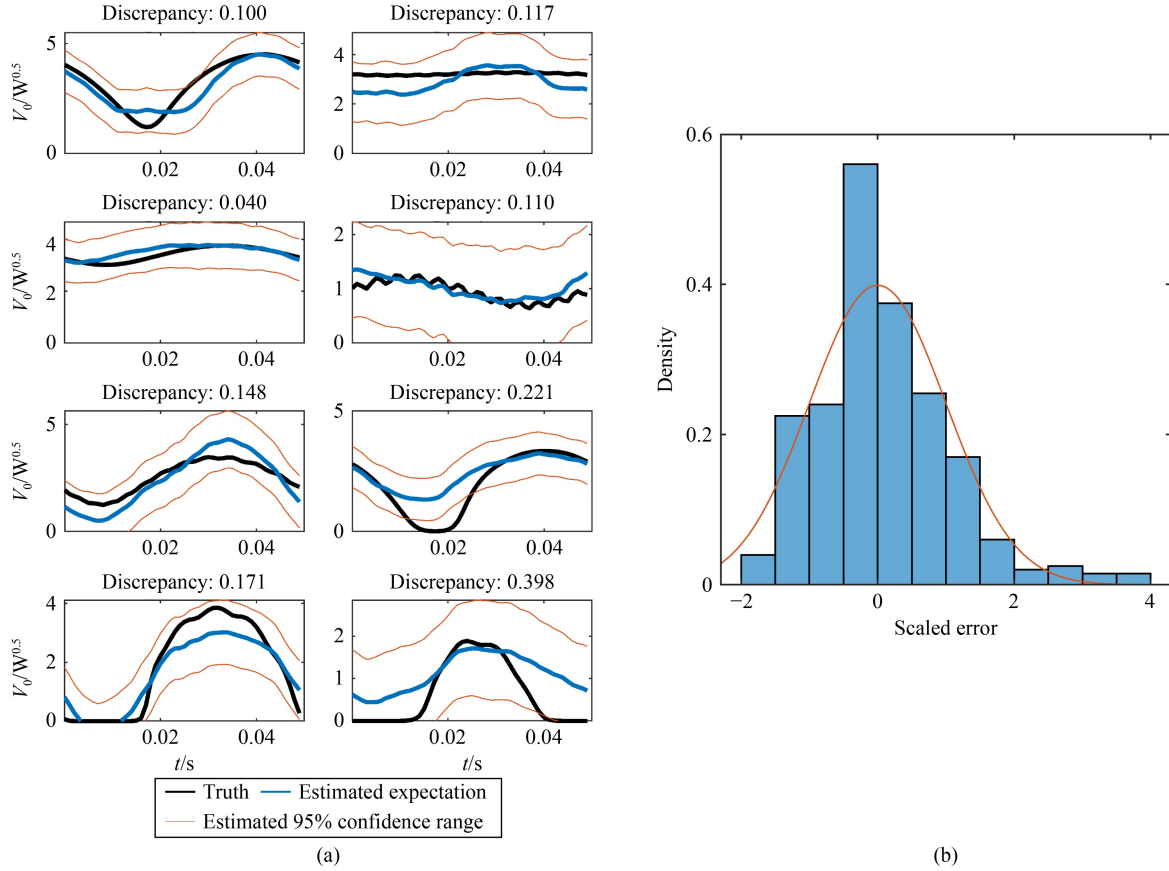 (a)
Discrepancy: 0.100
Discrepancy: 0.117
V₀/W⁰·⁵
5
0
0.02
0.04
4
2
0
0.02
0.04
Discrepancy: 0.040
Discrepancy: 0.110
V₀/W⁰·⁵
4
2
0
0.02
0.04
2
1
0
0.02
0.04
Discrepancy: 0.148
Discrepancy: 0.221
V₀/W⁰·⁵
5
0
0.02
0.04
5
0
0.02
0.04
Discrepancy: 0.171
Discrepancy: 0.398
V₀/W⁰·⁵
4
2
0
0.02
0.04
2
1
0
0.02
0.04
t/s
t/s
Truth
Estimated expectation
Estimated 95% confidence range
(a)
Density
0.6
0.4
0.2
0
−2
0
2
4
Scaled error
(b)